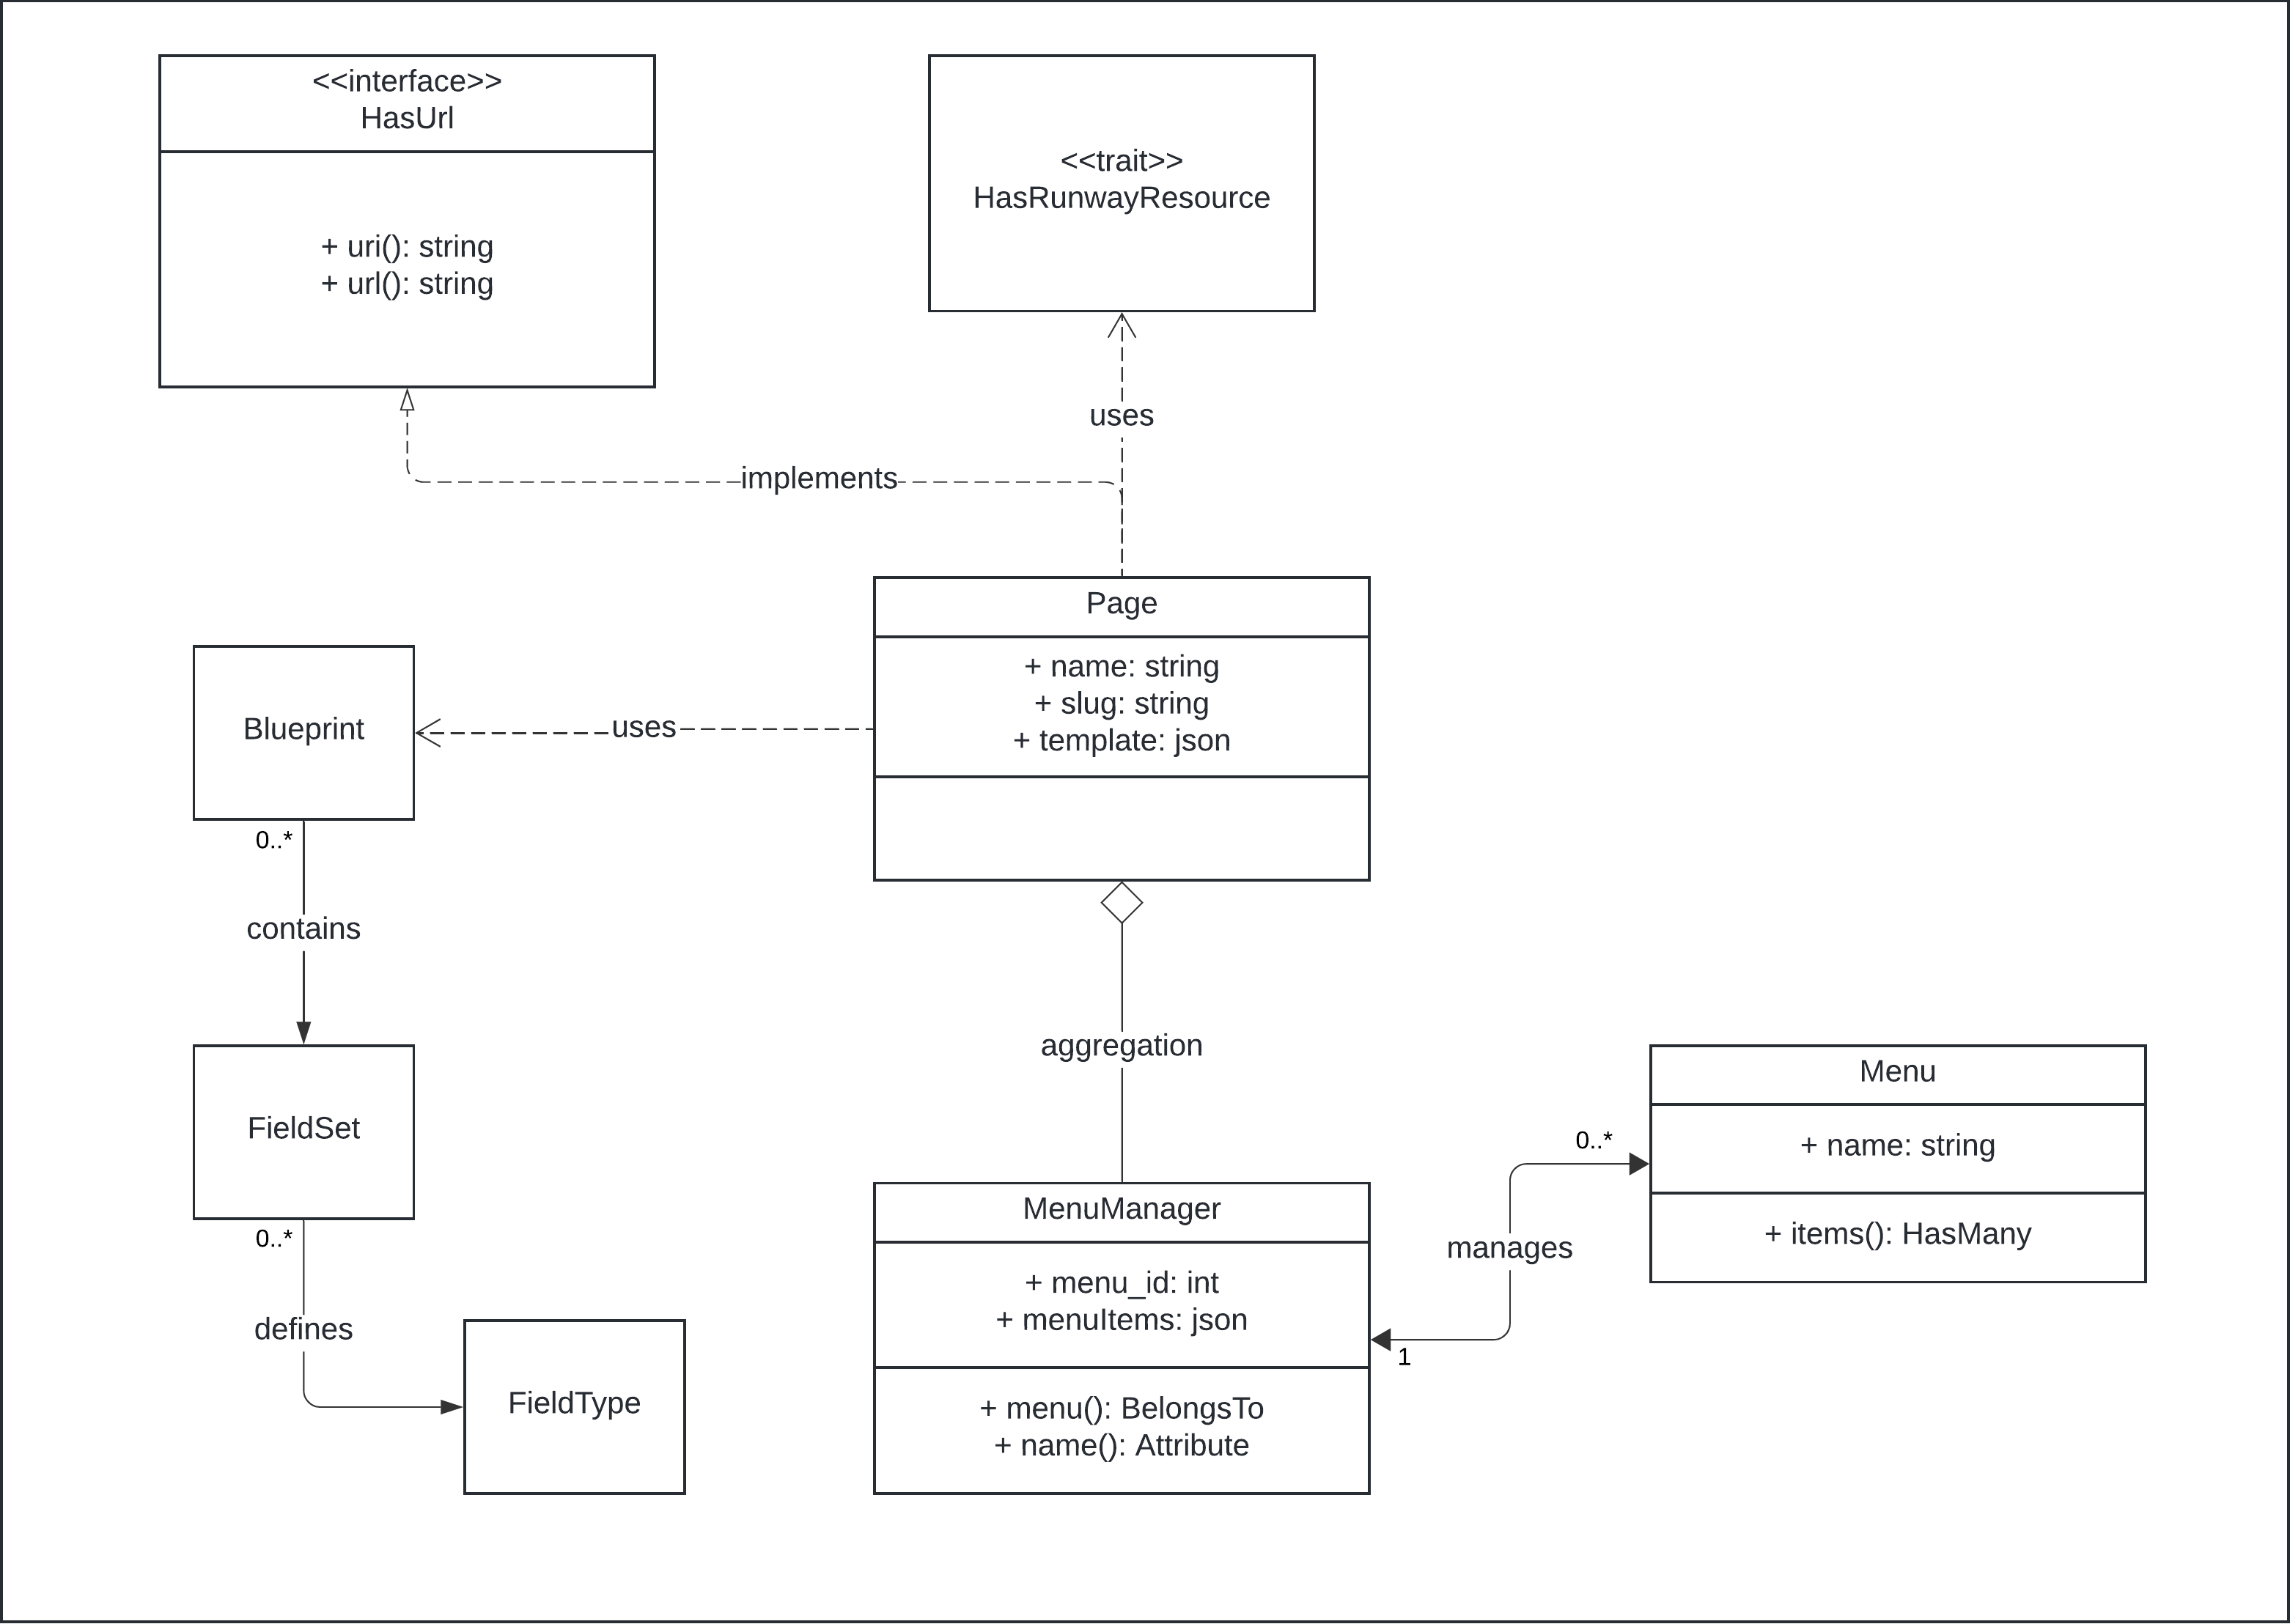 <<interface>>
HasUrl
+ uri(): string
+ url(): string
<<trait>>
HasRunwayResource
uses
implements
Page
+ name: string
+ slug: string
+ template: json
Blueprint
uses
0..*
contains
FieldSet
0..*
defines
FieldType
aggregation
MenuManager
+ menu_id: int
+ menuItems: json
+ menu(): BelongsTo
+ name(): Attribute
0..*
manages
1
Menu
+ name: string
+ items(): HasMany